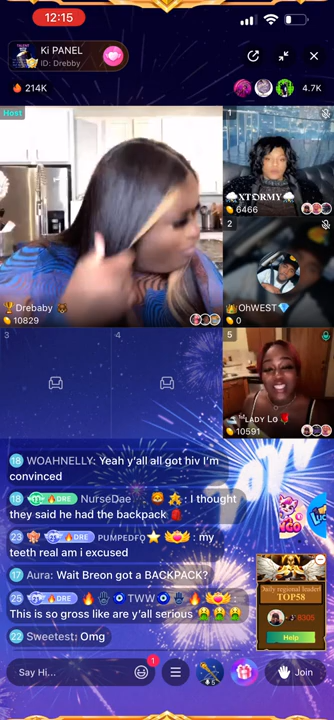 12:15
Ki PANEL
ID: Drebby
214K
4.7K
Host
1
XTORMY
6466
2
OhWEST
0
Drebaby
10829
3
4
5
LADY Lo
10591
18 WOAHNELLY: Yeah y'all all got hiv I'm
convinced
18 DRE NurseDae : I thought
they said he had the backpack
23 DRE PUMPEDFO : my
teeth real am i excused
17 Aura: Wait Breon got a BACKPACK?
25 DRE TWW :
This is so gross like are y'all serious
22 Sweetest: Omg
Daily regional leader
TOP58
6305
Help
Say Hi...
1
5
Join